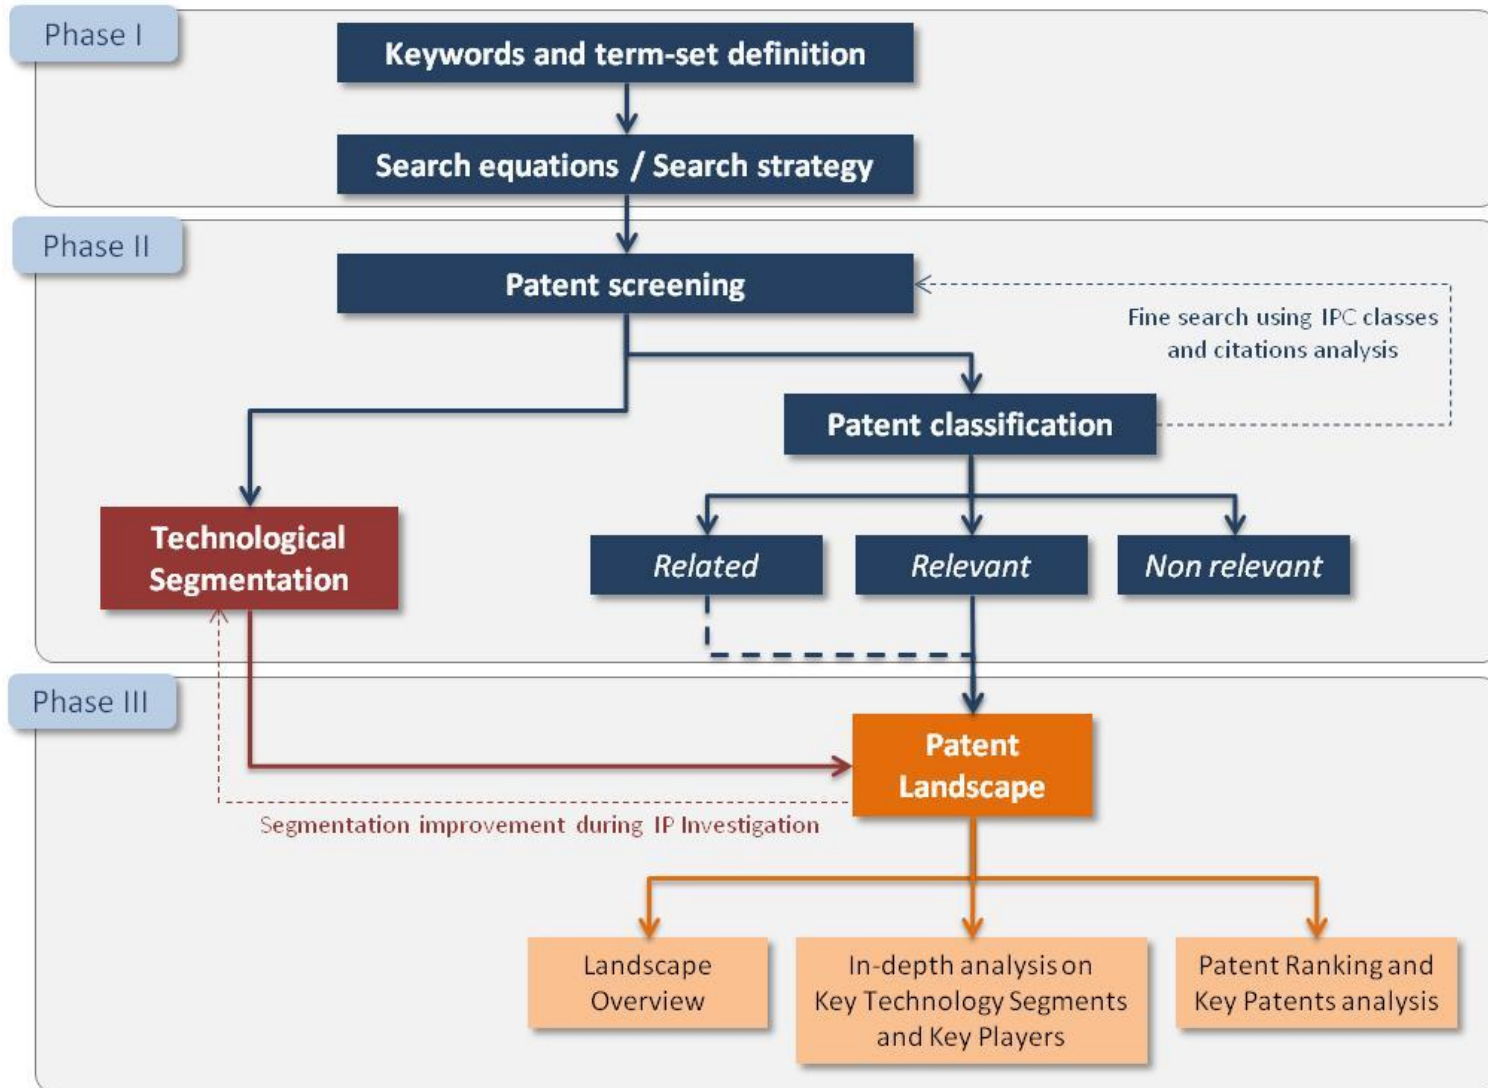 Phase I
Keywords and term-set definition
Search equations / Search strategy
Phase II
Patent screening
Fine search using IPC classes
and citations analysis
Patent classification
Technological
Segmentation
Related
Relevant
Non relevant
Phase III
Patent
Landscape
Segmentation improvement during IP Investigation
Landscape
Overview
In-depth analysis on
Key Technology Segments
and Key Players
Patent Ranking and
Key Patents analysis